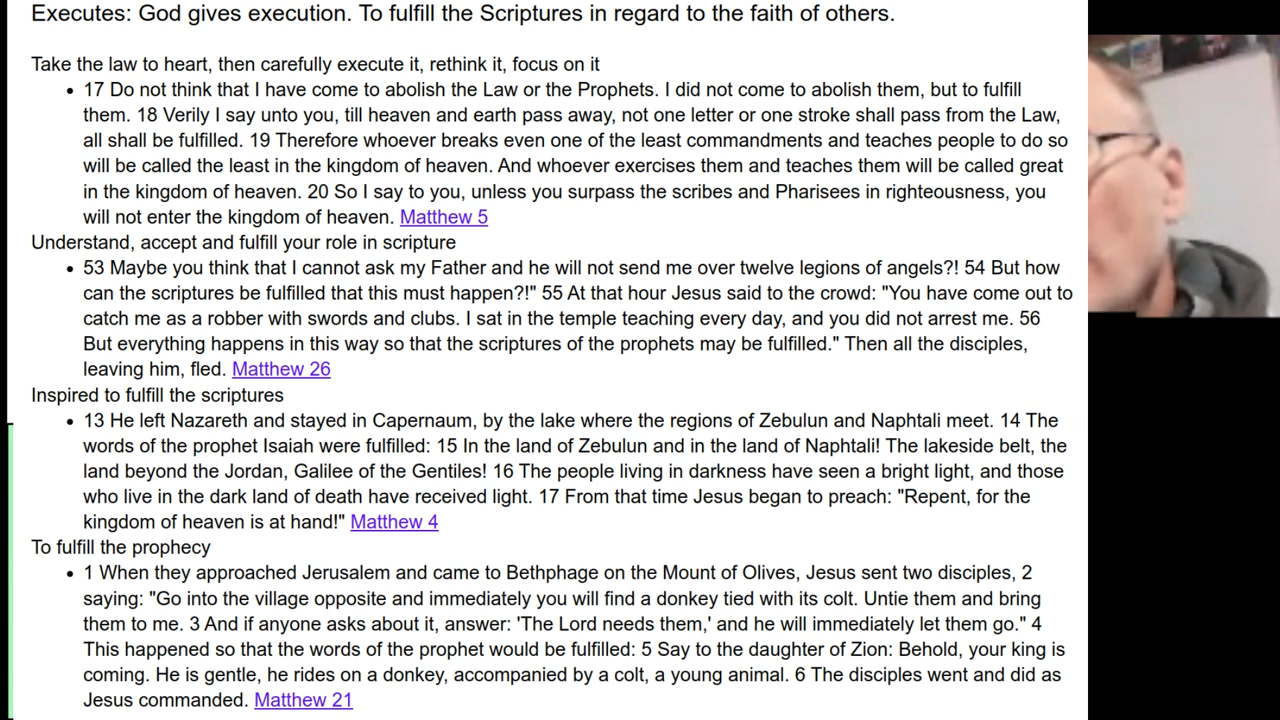 Executes: God gives execution. To fulfill the Scriptures in regard to the faith of others.
Take the law to heart, then carefully execute it, rethink it, focus on it
• 17 Do not think that I have come to abolish the Law or the Prophets. I did not come to abolish them, but to fulfill
them. 18 Verily I say unto you, till heaven and earth pass away, not one letter or one stroke shall pass from the Law,
all shall be fulfilled. 19 Therefore whoever breaks even one of the least commandments and teaches people to do so
will be called the least in the kingdom of heaven. And whoever exercises them and teaches them will be called great
in the kingdom of heaven. 20 So I say to you, unless you surpass the scribes and Pharisees in righteousness, you
will not enter the kingdom of heaven. Matthew 5
Understand, accept and fulfill your role in scripture
• 53 Maybe you think that I cannot ask my Father and he will not send me over twelve legions of angels?! 54 But how
can the scriptures be fulfilled that this must happen?!" 55 At that hour Jesus said to the crowd: "You have come out to
catch me as a robber with swords and clubs. I sat in the temple teaching every day, and you did not arrest me. 56
But everything happens in this way so that the scriptures of the prophets may be fulfilled." Then all the disciples,
leaving him, fled. Matthew 26
Inspired to fulfill the scriptures
• 13 He left Nazareth and stayed in Capernaum, by the lake where the regions of Zebulun and Naphtali meet. 14 The
words of the prophet Isaiah were fulfilled: 15 In the land of Zebulun and in the land of Naphtali! The lakeside belt, the
land beyond the Jordan, Galilee of the Gentiles! 16 The people living in darkness have seen a bright light, and those
who live in the dark land of death have received light. 17 From that time Jesus began to preach: "Repent, for the
kingdom of heaven is at hand!" Matthew 4
To fulfill the prophecy
• 1 When they approached Jerusalem and came to Bethphage on the Mount of Olives, Jesus sent two disciples, 2
saying: "Go into the village opposite and immediately you will find a donkey tied with its colt. Untie them and bring
them to me. 3 And if anyone asks about it, answer: 'The Lord needs them,' and he will immediately let them go." 4
This happened so that the words of the prophet would be fulfilled: 5 Say to the daughter of Zion: Behold, your king is
coming. He is gentle, he rides on a donkey, accompanied by a colt, a young animal. 6 The disciples went and did as
Jesus commanded. Matthew 21